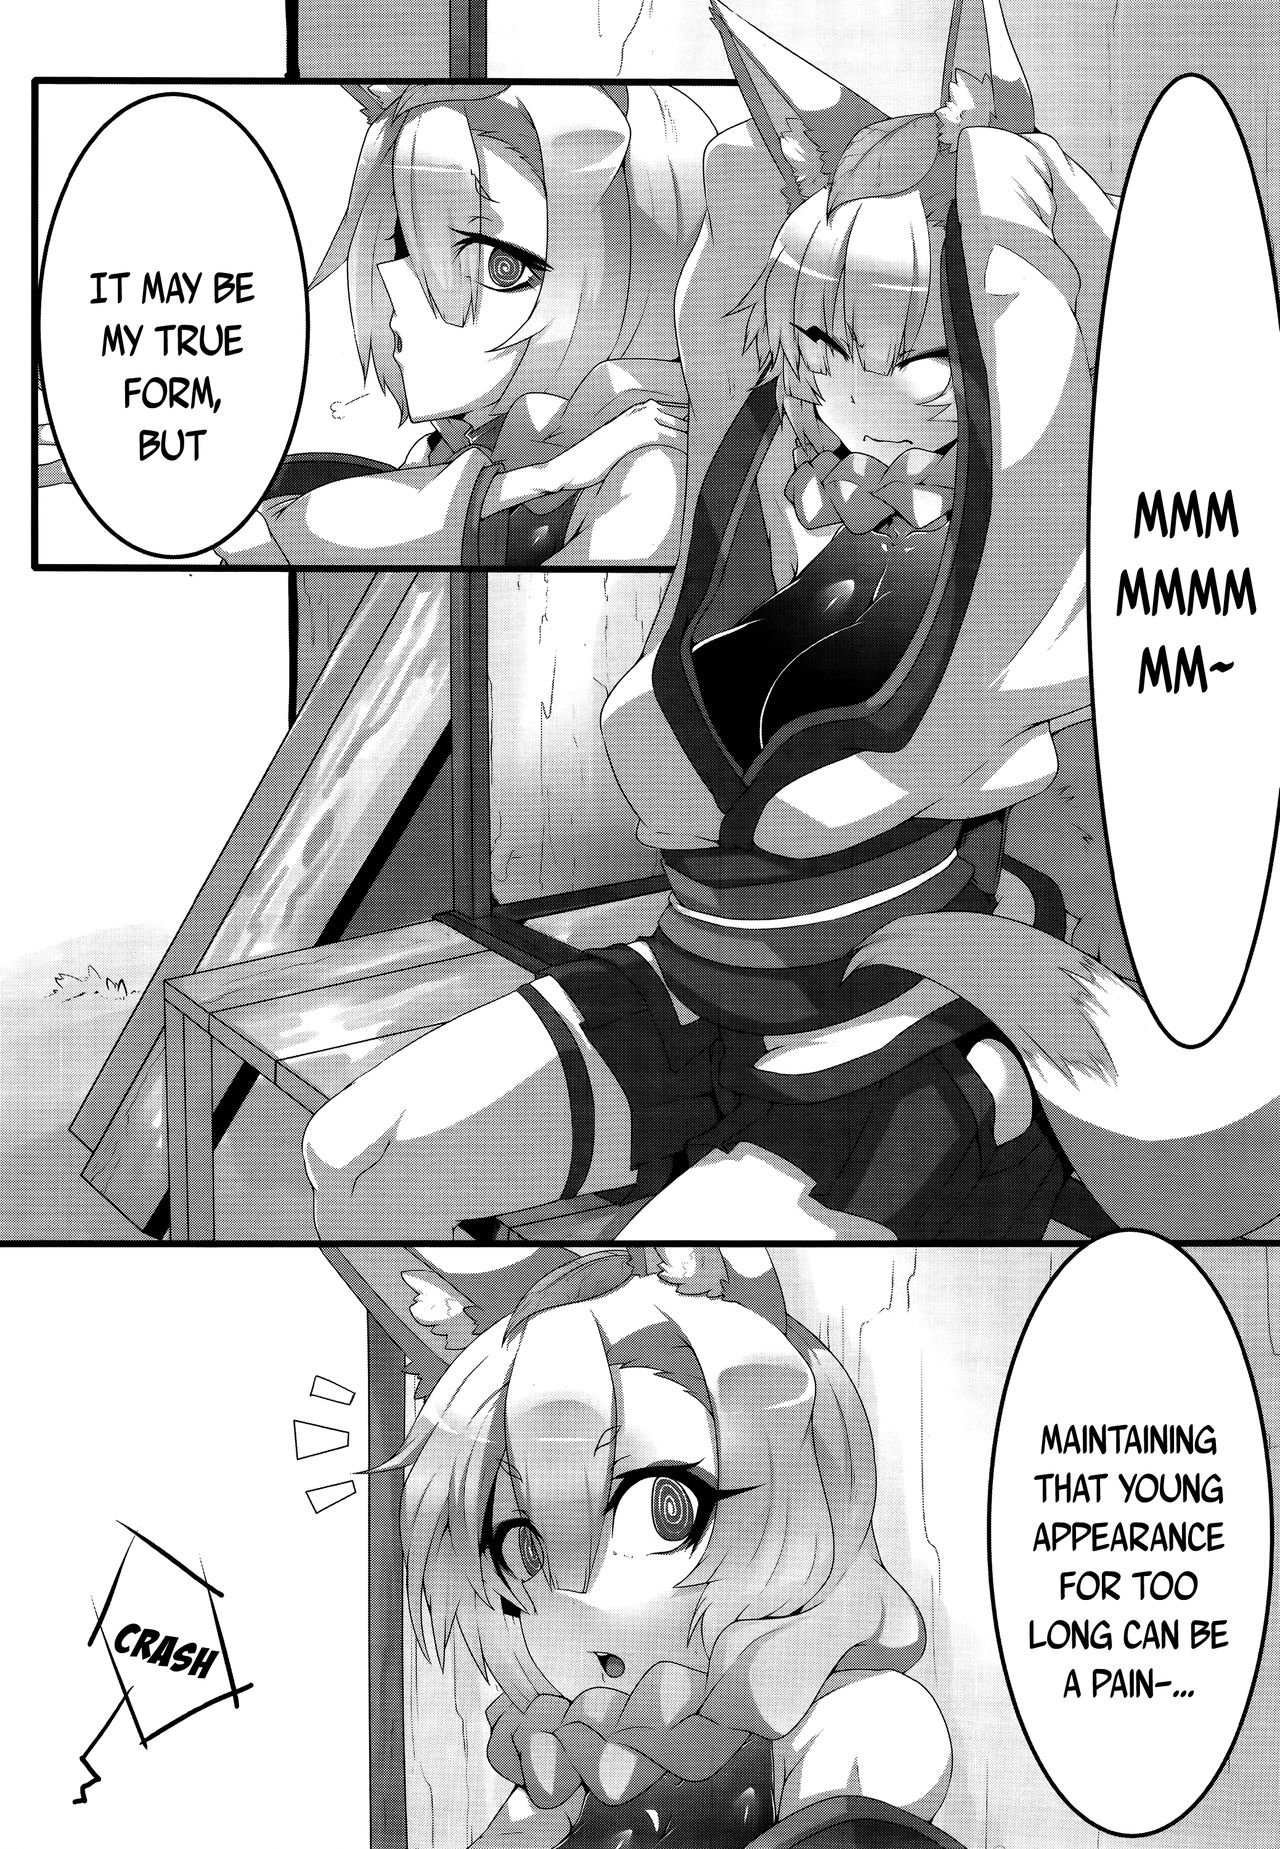 MMM
MMMM
MM~
IT MAY BE
MY TRUE
FORM,
BUT
MAINTAINING
THAT YOUNG
APPEARANCE
FOR TOO
LONG CAN BE
A PAIN-...
CRASH